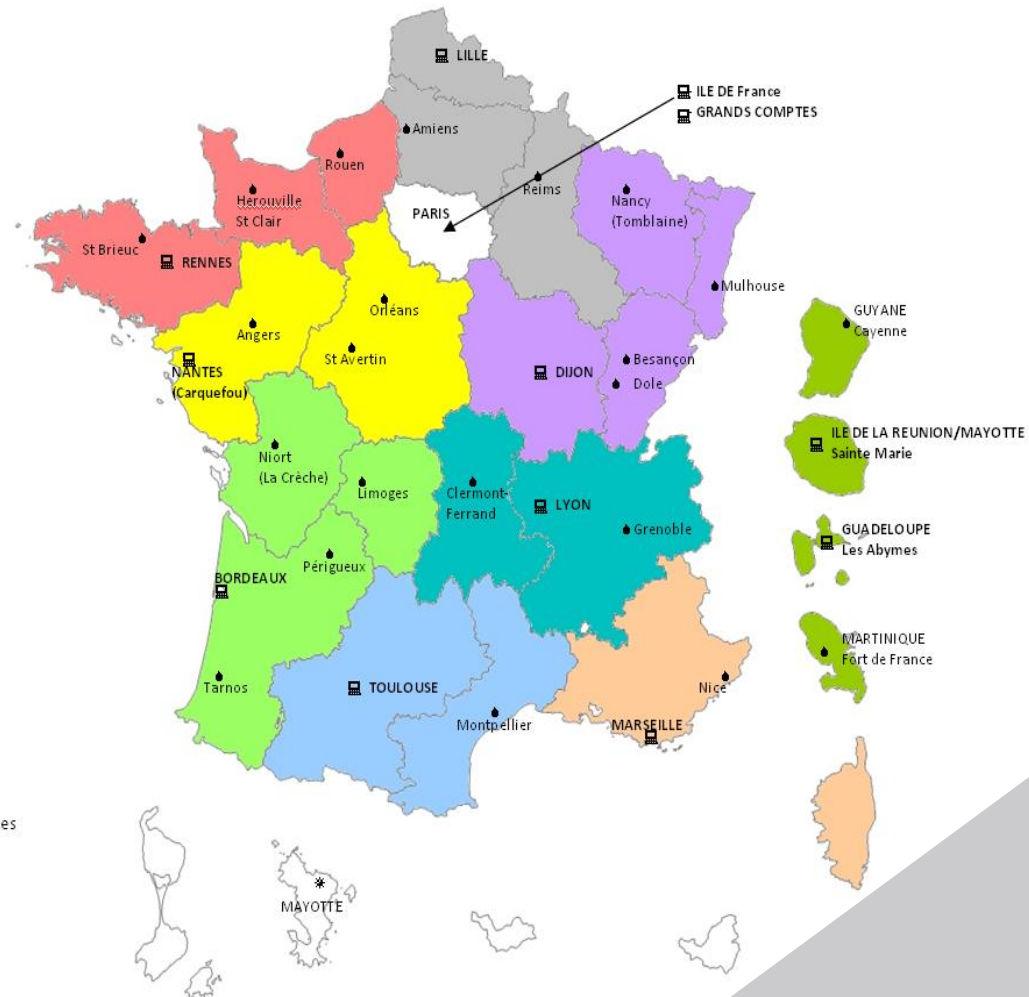 LILLE
ILE DE France
GRANDS COMPTES
Amiens
Rouen
Reims
Herouville
St Clair
Nancy
(Tomblaine)
PARIS
St Brieuc
RENNES
Mulhouse
Orléans
GUYANE
Cayenne
Angers
St Avertin
Besançon
NANTES
(Carquefou)
DIJON
Dole
ILE DE LA REUNION/MAYOTTE
Sainte Marie
Niort
(La Crèche)
Limoges
Clermont-
Ferrand
LYON
Grenoble
GUADELOUPE
Les Abymes
Périgueux
BORDEAUX
MARTINIQUE
Fort de France
Tarnos
TOULOUSE
Nice
Montpellier
MARSEILLE
es
MAYOTTE